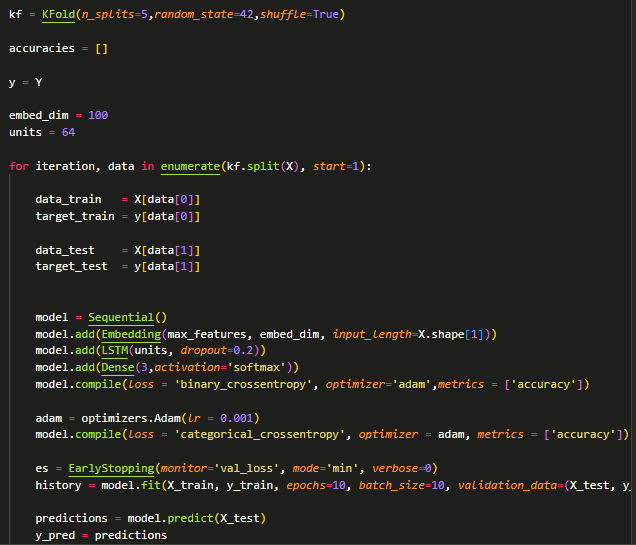 kf = KFold(n_splits=5,random_state=42,shuffle=True)
accuracies = []
y = Y
embed_dim = 100
units = 64
for iteration, data in enumerate(kf.split(X), start=1):
data_train   = X[data[0]]
target_train = y[data[0]]
data_test    = X[data[1]]
target_test  = y[data[1]]
model = Sequential()
model.add(Embedding(max_features, embed_dim, input_length=X.shape[1]))
model.add(LSTM(units, dropout=0.2))
model.add(Dense(3,activation='softmax'))
model.compile(loss = 'binary_crossentropy', optimizer='adam',metrics = ['accuracy'])
adam = optimizers.Adam(lr = 0.001)
model.compile(loss = 'categorical_crossentropy', optimizer = adam, metrics = ['accuracy'])
es = EarlyStopping(monitor='val_loss', mode='min', verbose=0)
history = model.fit(X_train, y_train, epochs=10, batch_size=10, validation_data=(X_test, y_
predictions = model.predict(X_test)
y_pred = predictions